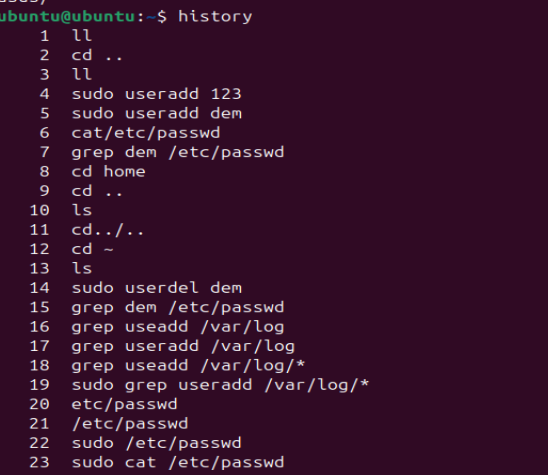 ubuntu@ubuntu:~$ history
1 ll
2 cd ..
3 ll
4 sudo useradd 123
5 sudo useradd dem
6 cat/etc/passwd
7 grep dem /etc/passwd
8 cd home
9 cd ..
10 ls
11 cd../..
12 cd ~
13 ls
14 sudo userdel dem
15 grep dem /etc/passwd
16 grep useadd /var/log
17 grep useradd /var/log
18 grep useadd /var/log/*
19 sudo grep useradd /var/log/*
20 etc/passwd
21 /etc/passwd
22 sudo /etc/passwd
23 sudo cat /etc/passwd